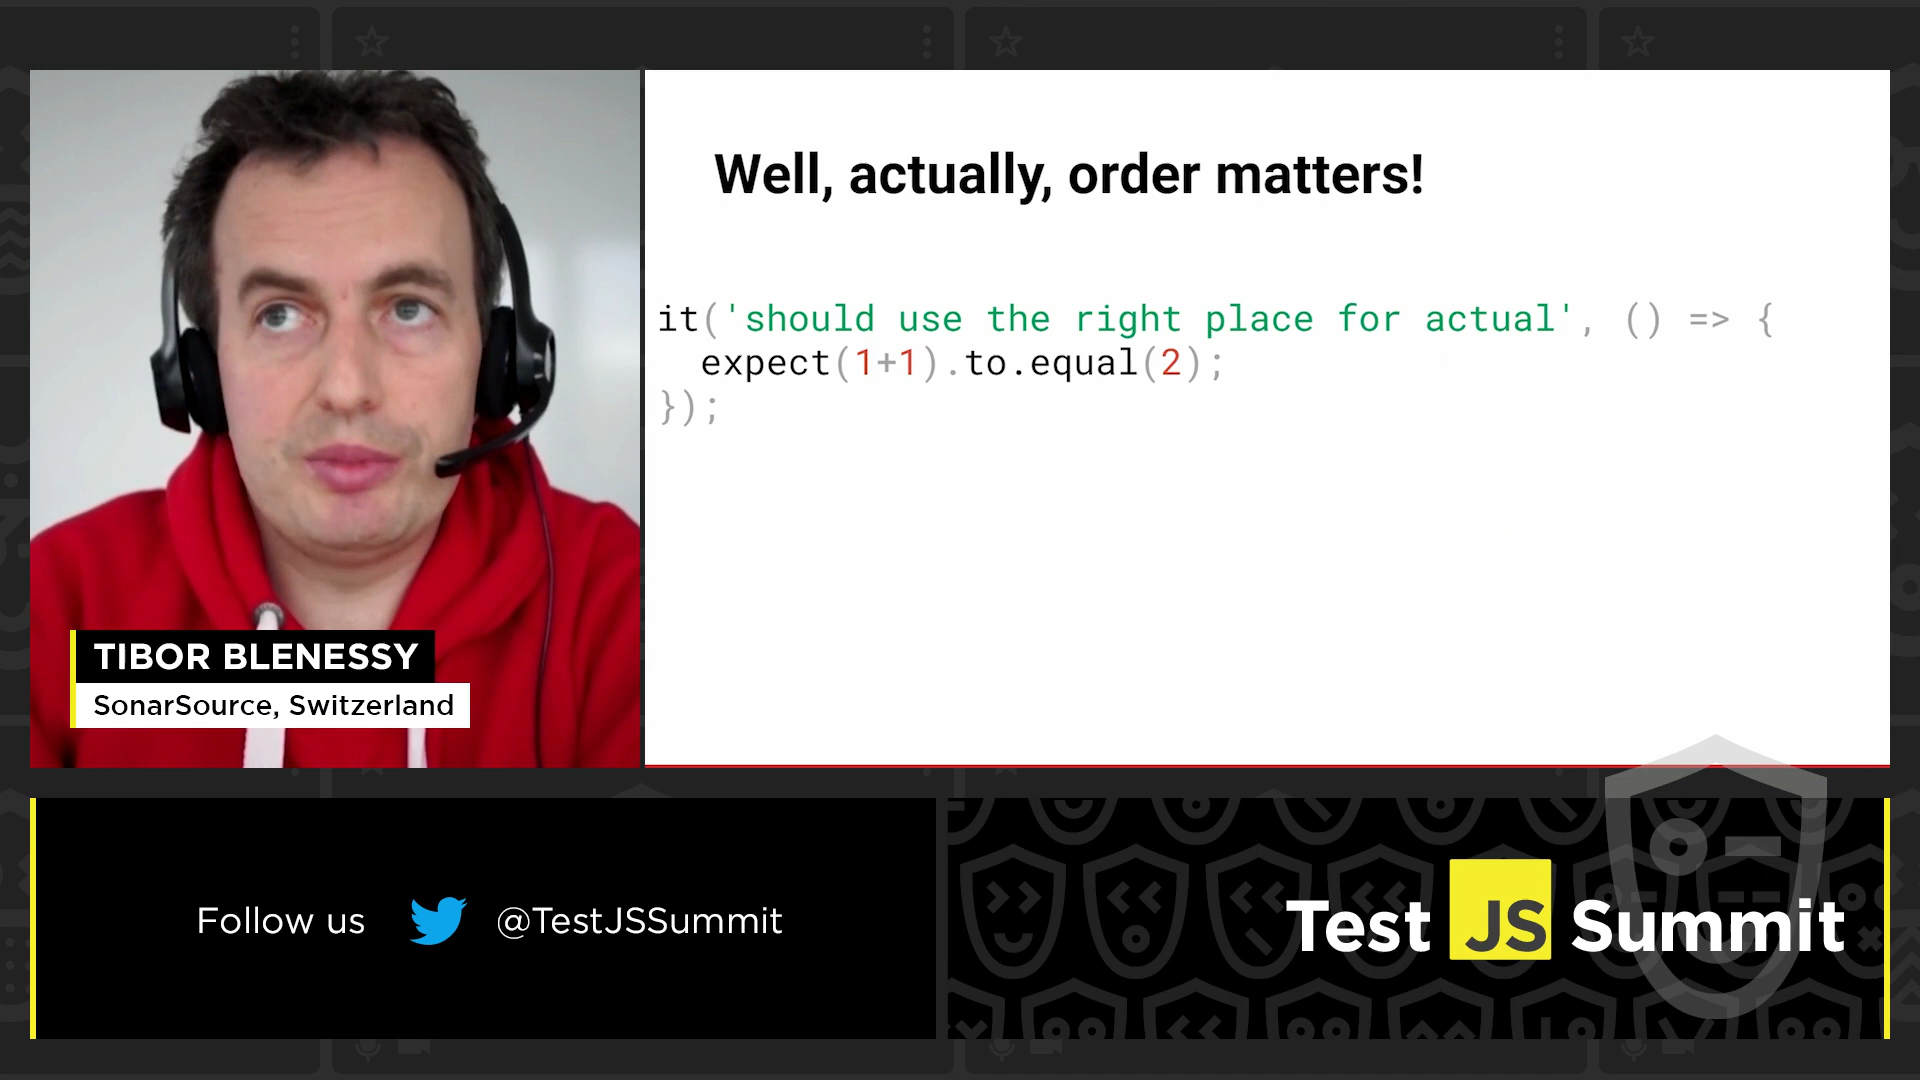 Well, actually, order matters!
it('should use the right place for actual', () => {
  expect(1+1).to.equal(2);
});
TIBOR BLENESSY
SonarSource, Switzerland
Follow us @TestJSSummit
Test JS Summit